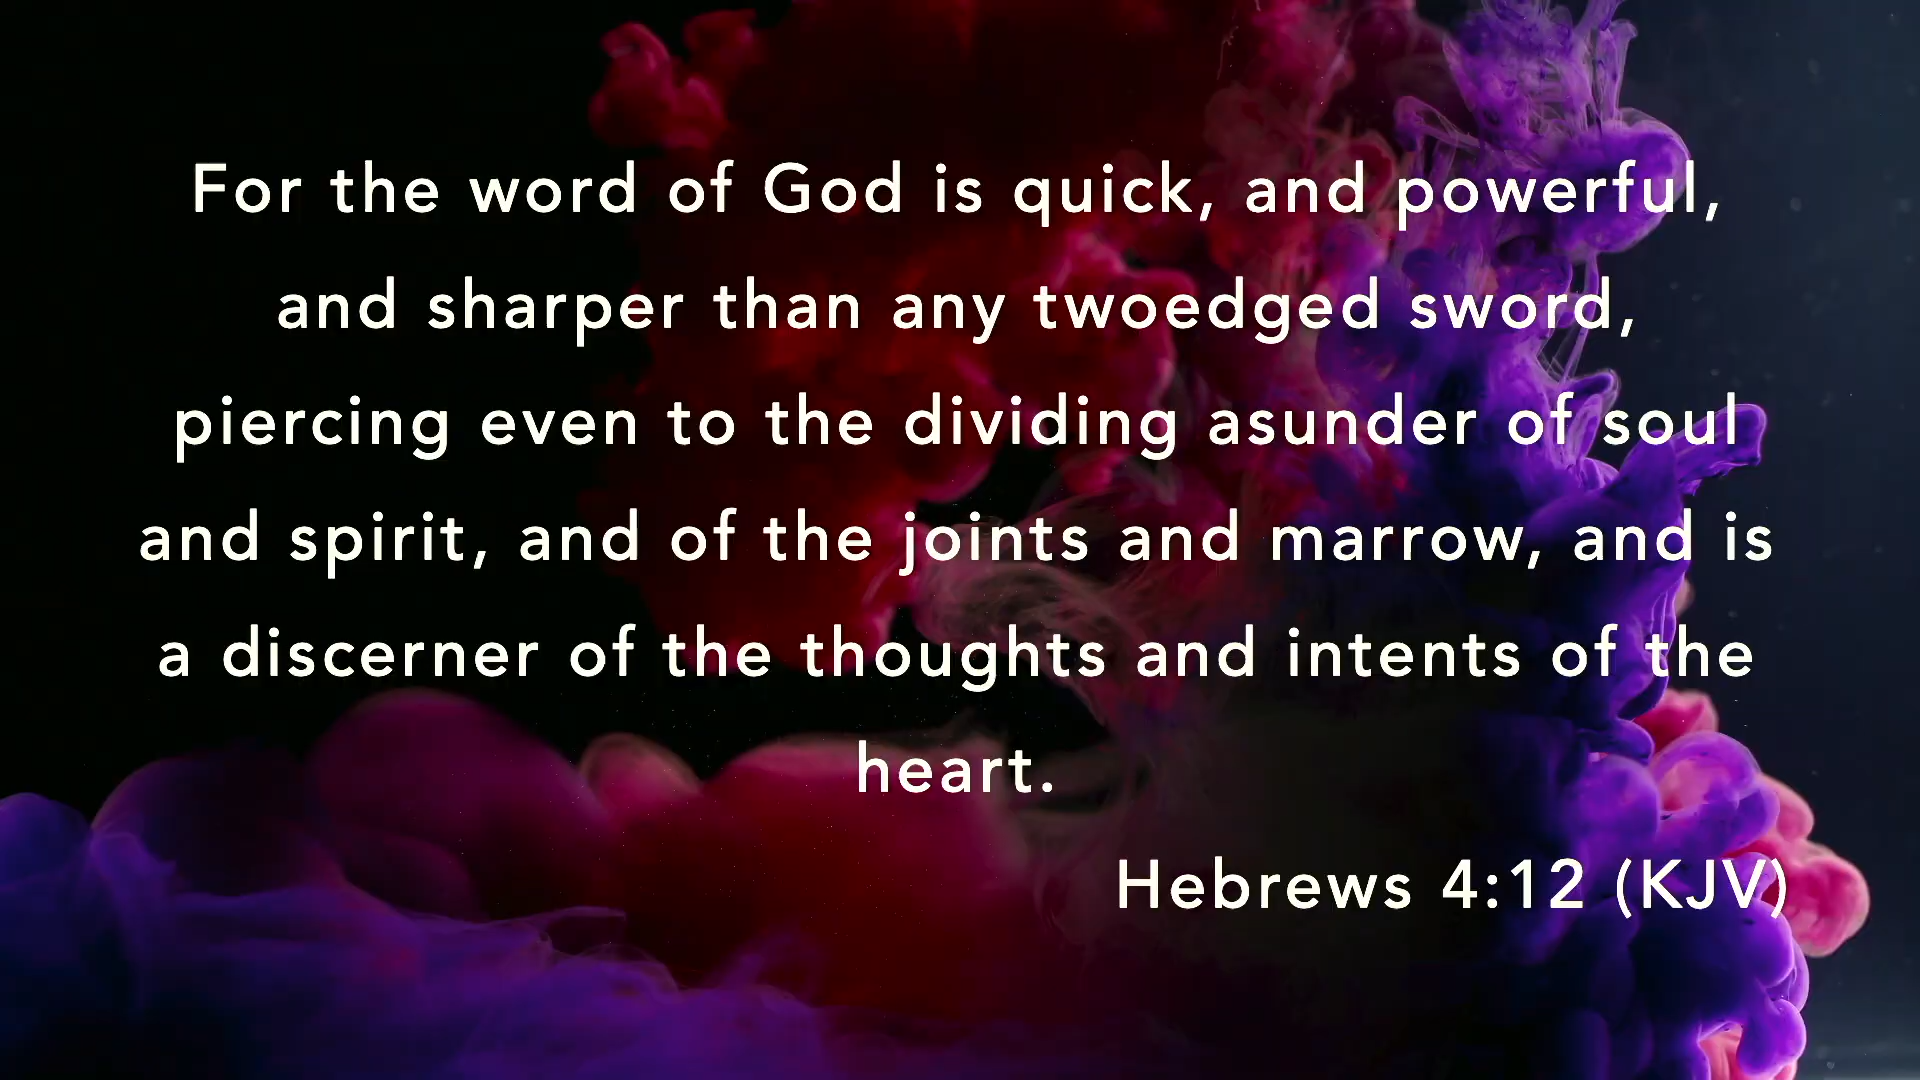 For the word of God is quick, and powerful,
and sharper than any twoedged sword,
piercing even to the dividing asunder of soul
and spirit, and of the joints and marrow, and is
a discerner of the thoughts and intents of the
heart.
Hebrews 4:12 (KJV)